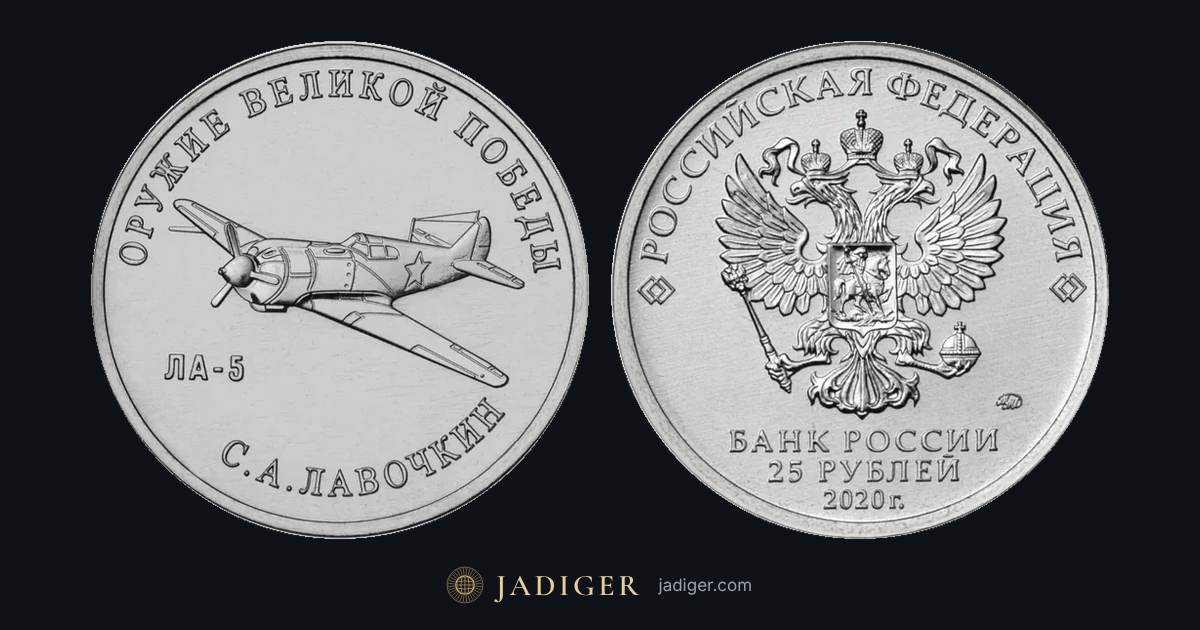 ОРУЖИЕ ВЕЛИКОЙ ПОБЕДЫ
ЛА-5
С.А.ЛАВОЧКИН
РОССИЙСКАЯ ФЕДЕРАЦИЯ
БАНК РОССИИ
25 РУБЛЕЙ
2020 г.
JADIGER jadiger.com